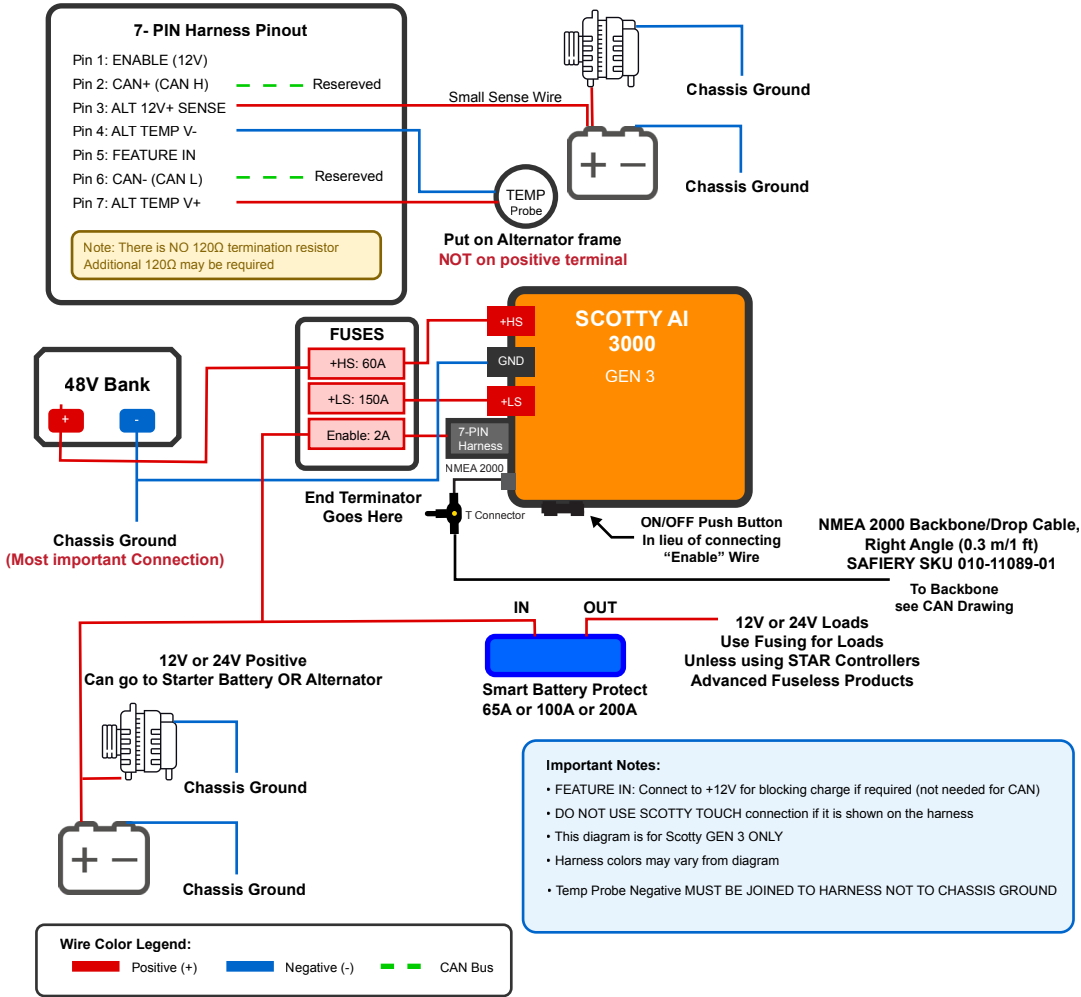 7- PIN Harness Pinout
Pin 1: ENABLE (12V)
Pin 2: CAN+ (CAN H)
Resereved
Pin 3: ALT 12V+ SENSE
Small Sense Wire
Pin 4: ALT TEMP V-
Pin 5: FEATURE IN
Pin 6: CAN- (CAN L)
Resereved
Pin 7: ALT TEMP V+
Note: There is NO 120Ω termination resistor
Additional 120Ω may be required
Chassis Ground
+ −
Chassis Ground
TEMP
Probe
Put on Alternator frame
NOT on positive terminal
FUSES
+HS: 60A
+LS: 150A
Enable: 2A
+HS
GND
+LS
7-PIN
Harness
NMEA 2000
SCOTTY AI
3000
GEN 3
48V Bank
+
-
Chassis Ground
(Most important Connection)
End Terminator
Goes Here
T Connector
ON/OFF Push Button
In lieu of connecting
“Enable” Wire
NMEA 2000 Backbone/Drop Cable,
Right Angle (0.3 m/1 ft)
SAFIERY SKU 010-11089-01
To Backbone
see CAN Drawing
IN
OUT
12V or 24V Loads
Use Fusing for Loads
Unless using STAR Controllers
Advanced Fuseless Products
Smart Battery Protect
65A or 100A or 200A
12V or 24V Positive
Can go to Starter Battery OR Alternator
Chassis Ground
+ −
Chassis Ground
Important Notes:
• FEATURE IN: Connect to +12V for blocking charge if required (not needed for CAN)
• DO NOT USE SCOTTY TOUCH connection if it is shown on the harness
• This diagram is for Scotty GEN 3 ONLY
• Harness colors may vary from diagram
• Temp Probe Negative MUST BE JOINED TO HARNESS NOT TO CHASSIS GROUND
Wire Color Legend:
Positive (+)
Negative (-)
CAN Bus